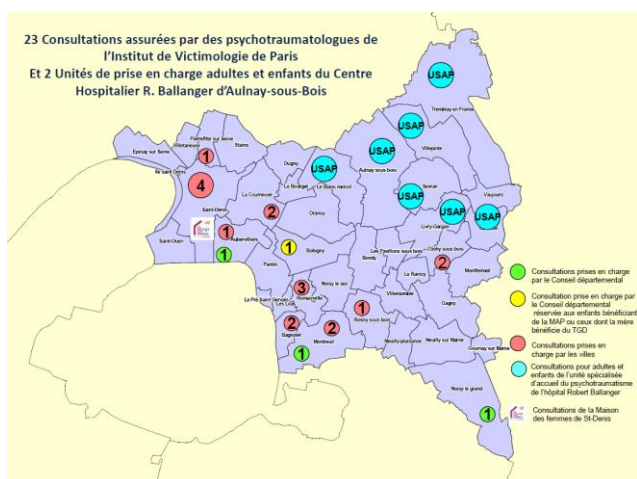 23 Consultations assurées par des psychotraumatologues de
l'Institut de Victimologie de Paris
Et 2 Unités de prise en charge adultes et enfants du Centre
Hospitalier R. Ballanger d'Aulnay-sous-Bois
USAP
Tremblay en France
USAP
Villepinte
Pierrefitte sur Seine
Villetaneuse
1
Stains
Epinay sur Seine
USAP
Aulnay sous bois
Dugny
USAP
Ile saint Denis
4
La Courneuve
Le Bourget
Le Blanc mesnil
USAP
Sevran
Vaujours
Saint-Denis
2
Drancy
USAP
USAP
1
Aubervilliers
Livry-Gargan
Saint-Ouen
1
1
Bobigny
Les Pavillons sous bois
Clichy sous bois
Pantin
Bondy
2
Montfermeil
Le Raincy
Noisy le sec
3
Romainville
Le Pré Saint Gervais
Les Lilas
Villemomble
Gagny
1
Rosny sous bois
2
Bagnolet
2
Montreuil
Neuilly-plaisance
Neuilly sur Marne
Gournay sur Marne
1
Noisy le grand
1
Consultations prises en charge
par le Conseil départemental
Consultation prise en charge par
le Conseil départemental
réservée aux enfants bénéficiant
de la MAP ou ceux dont la mère
bénéficie du TGD
Consultations prises en
charge par les villes
Consultations pour adultes et
enfants de l'unité spécialisée
d'accueil du psychotraumatisme
de l'hôpital Robert Ballanger
Consultations de la Maison
des femmes de St-Denis